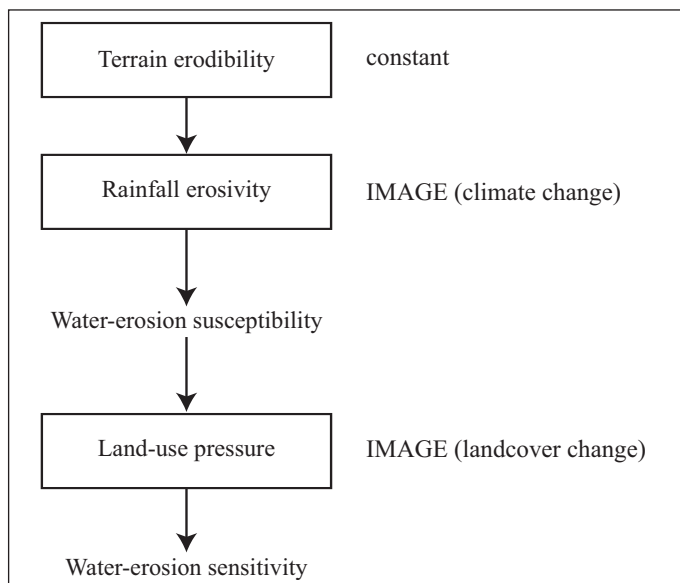 Terrain erodibility constant
Rainfall erosivity IMAGE (climate change)
Water-erosion susceptibility
Land-use pressure IMAGE (landcover change)
Water-erosion sensitivity